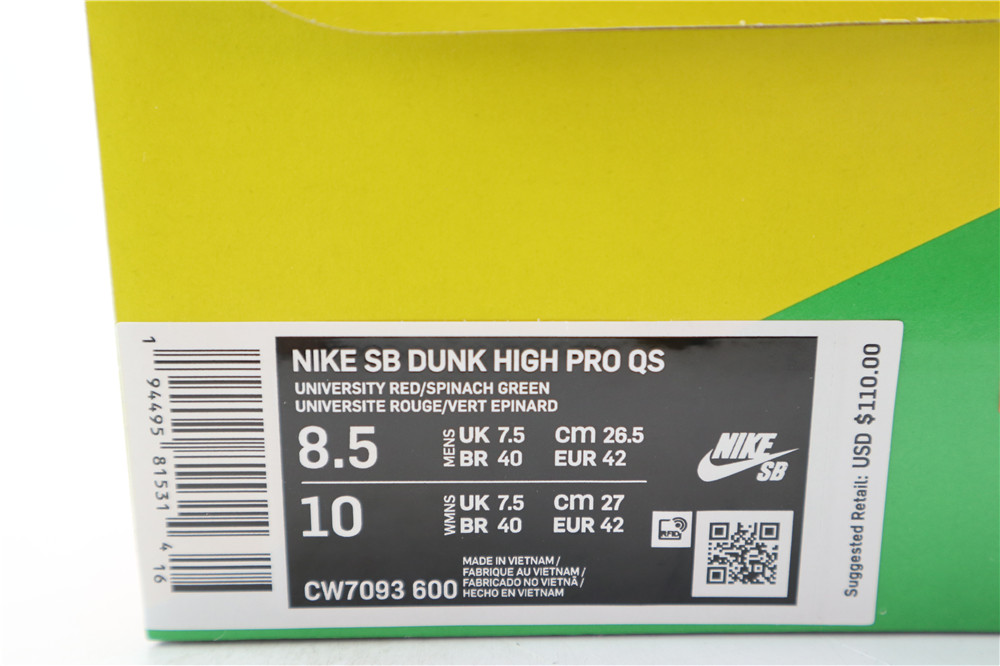 NIKE SB DUNK HIGH PRO QS
UNIVERSITY RED/SPINACH GREEN
UNIVERSITE ROUGE/VERT EPINARD
8.5
MENS
UK 7.5 cm 26.5
BR 40 EUR 42
10
WMNS
UK 7.5 cm 27
BR 40 EUR 42
NIKE
SB
RFID
CW7093 600
MADE IN VIETNAM /
FABRIQUE AU VIETNAM /
FABRICADO NO VIETNÃ /
HECHO EN VIETNAM
1 94495 81531 4 16
Suggested Retail: USD $110.00